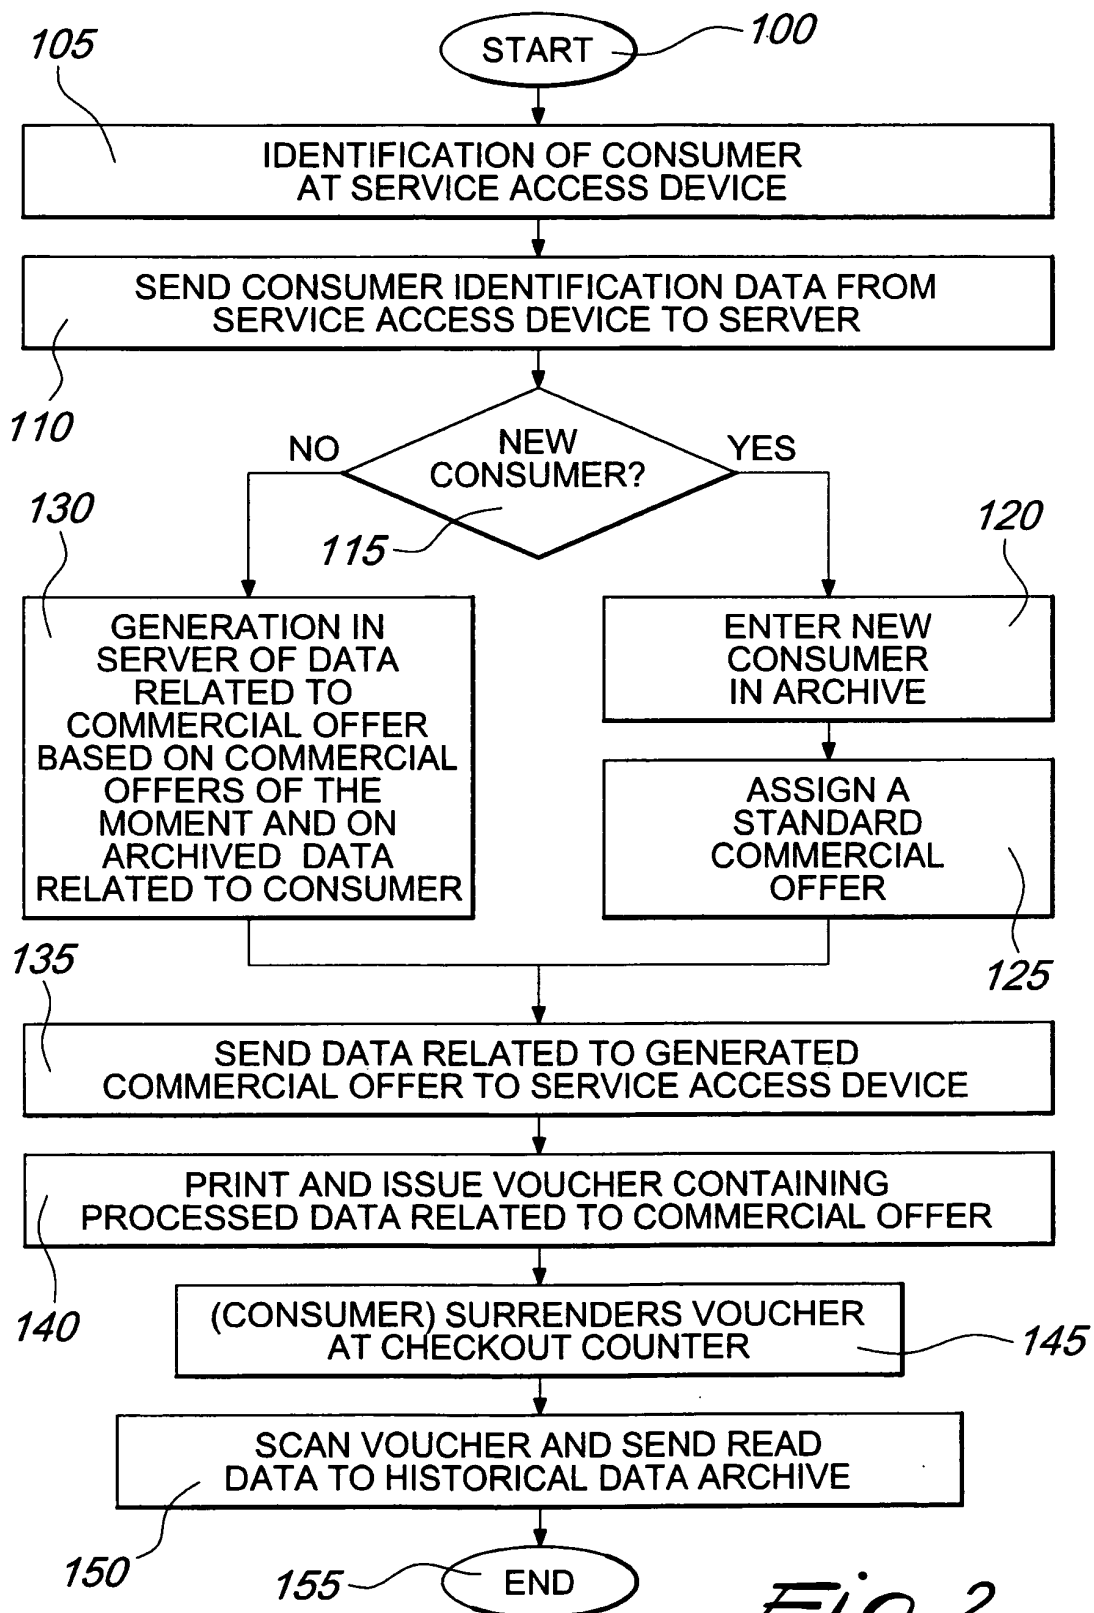 START
100
105
IDENTIFICATION OF CONSUMER
AT SERVICE ACCESS DEVICE
SEND CONSUMER IDENTIFICATION DATA FROM
SERVICE ACCESS DEVICE TO SERVER
110
NO
NEW
CONSUMER?
YES
115
130
120
GENERATION IN
SERVER OF DATA
RELATED TO
COMMERCIAL OFFER
BASED ON COMMERCIAL
OFFERS OF THE
MOMENT AND ON
ARCHIVED DATA
RELATED TO CONSUMER
ENTER NEW
CONSUMER
IN ARCHIVE
ASSIGN A
STANDARD
COMMERCIAL
OFFER
125
135
SEND DATA RELATED TO GENERATED
COMMERCIAL OFFER TO SERVICE ACCESS DEVICE
PRINT AND ISSUE VOUCHER CONTAINING
PROCESSED DATA RELATED TO COMMERCIAL OFFER
140
(CONSUMER) SURRENDERS VOUCHER
AT CHECKOUT COUNTER
145
SCAN VOUCHER AND SEND READ
DATA TO HISTORICAL DATA ARCHIVE
150
155
END
Fig. 2